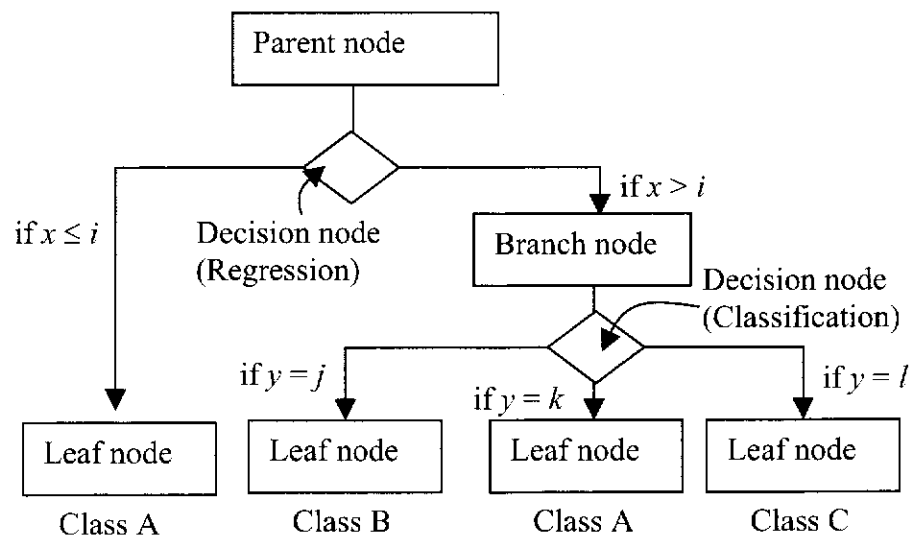 Parent node
if x ≤ i
Decision node
(Regression)
if x > i
Branch node
Decision node
(Classification)
if y = j
if y = k
if y = l
Leaf node
Leaf node
Leaf node
Leaf node
Class A
Class B
Class A
Class C